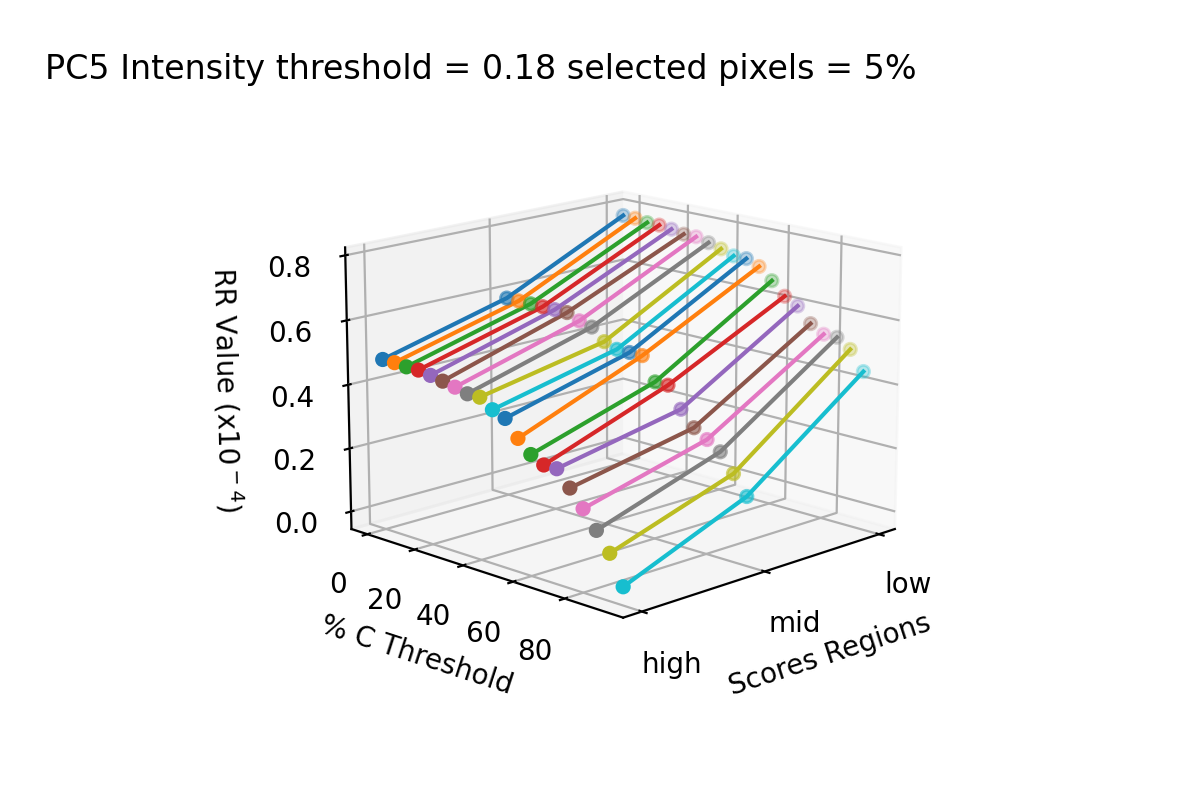 PC5 Intensity threshold = 0.18 selected pixels = 5%
RR Value (x10⁻⁴)
0.8
0.6
0.4
0.2
0.0
0
20
40
60
80
% C Threshold
high
mid
low
Scores Regions